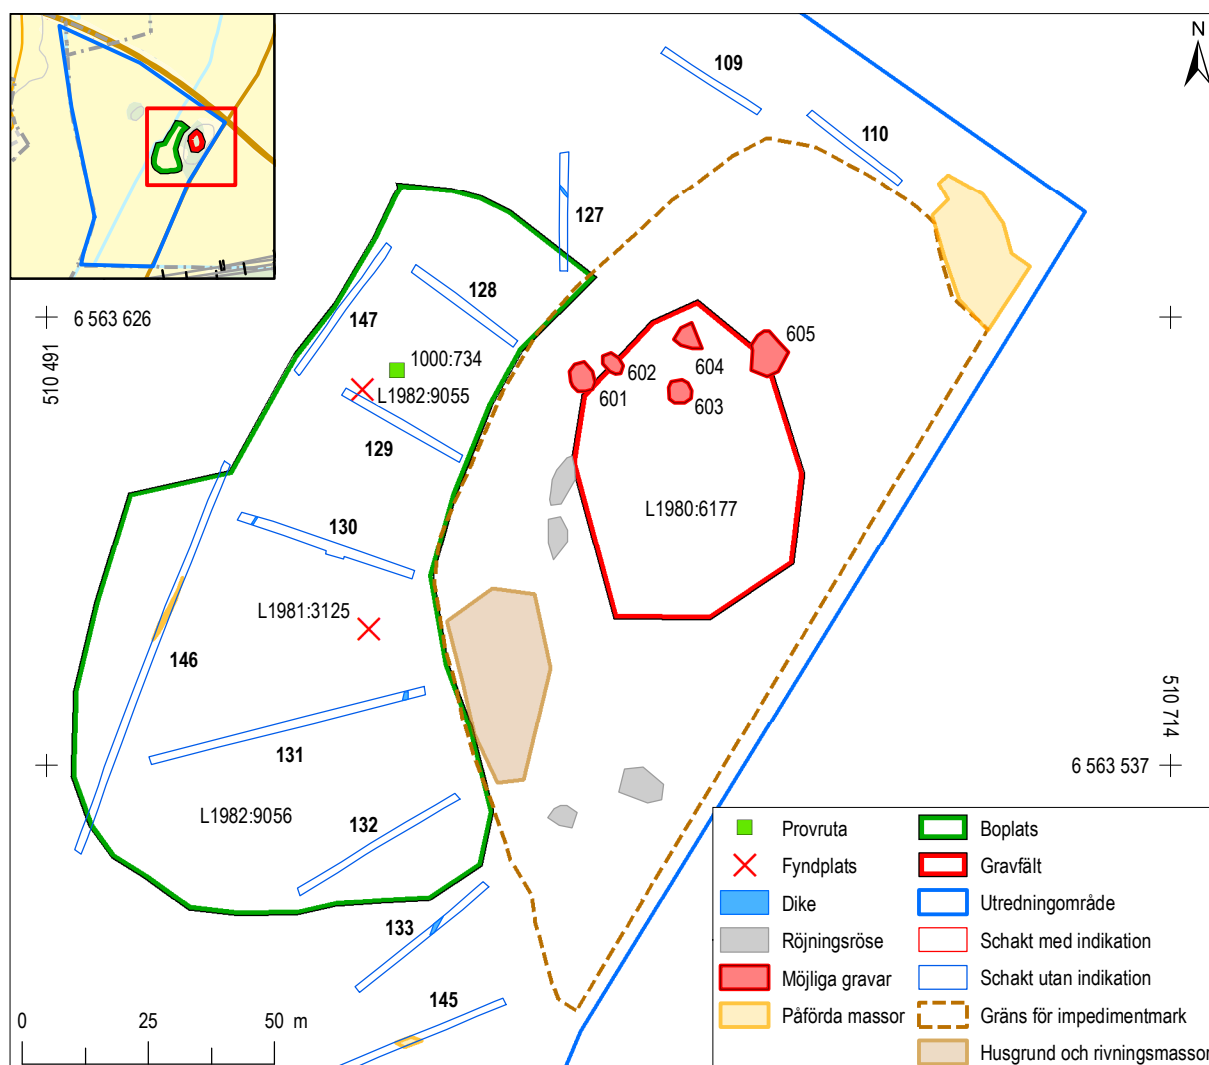 N
109
110
127
128
147
6 563 626
510 491
1000:734
L1982:9055
129
605
604
602
601
603
130
L1980:6177
L1981:3125
146
131
510 714
6 563 537
L1982:9056
132
133
145
0 25 50 m
Provruta
Fyndplats
Dike
Röjningsröse
Möjliga gravar
Påförda massor
Boplats
Gravfält
Utredningområde
Schakt med indikation
Schakt utan indikation
Gräns för impedimentmark
Husgrund och rivningsmassor